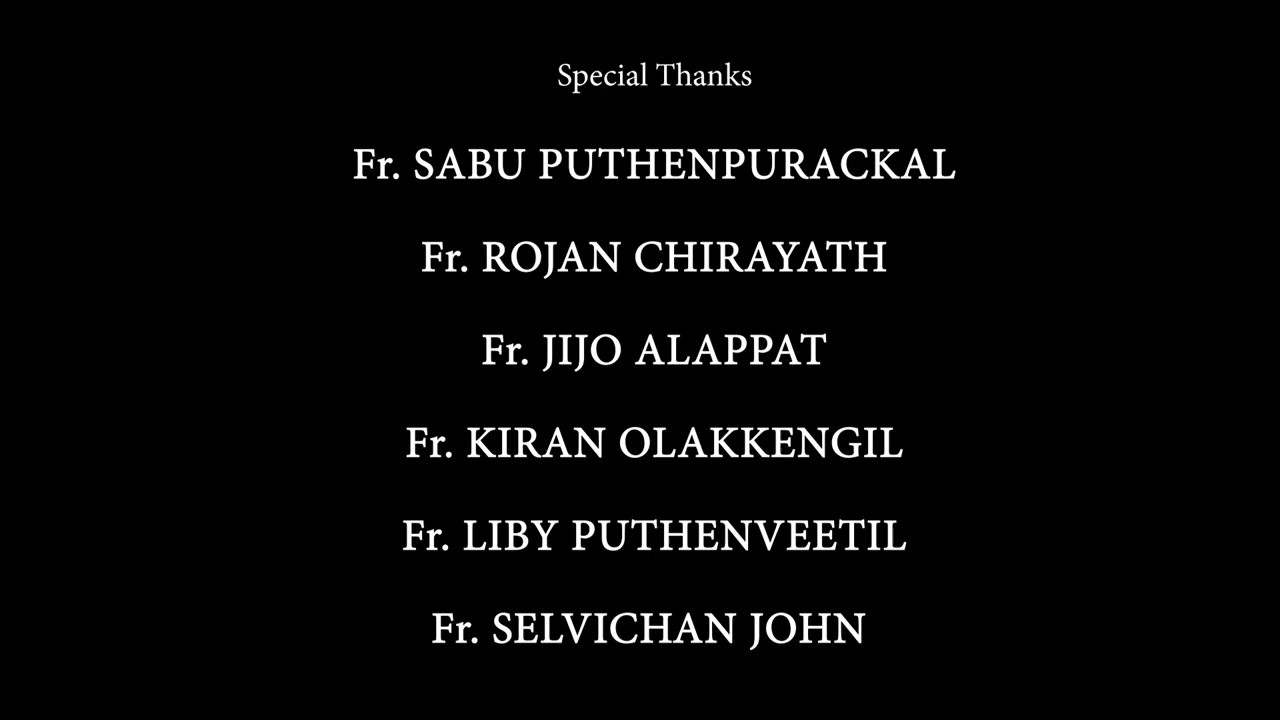 Special Thanks
Fr. SABU PUTHENPURACKAL
Fr. ROJAN CHIRAYATH
Fr. JIJO ALAPPAT
Fr. KIRAN OLAKKENGIL
Fr. LIBY PUTHENVEETIL
Fr. SELVICHAN JOHN